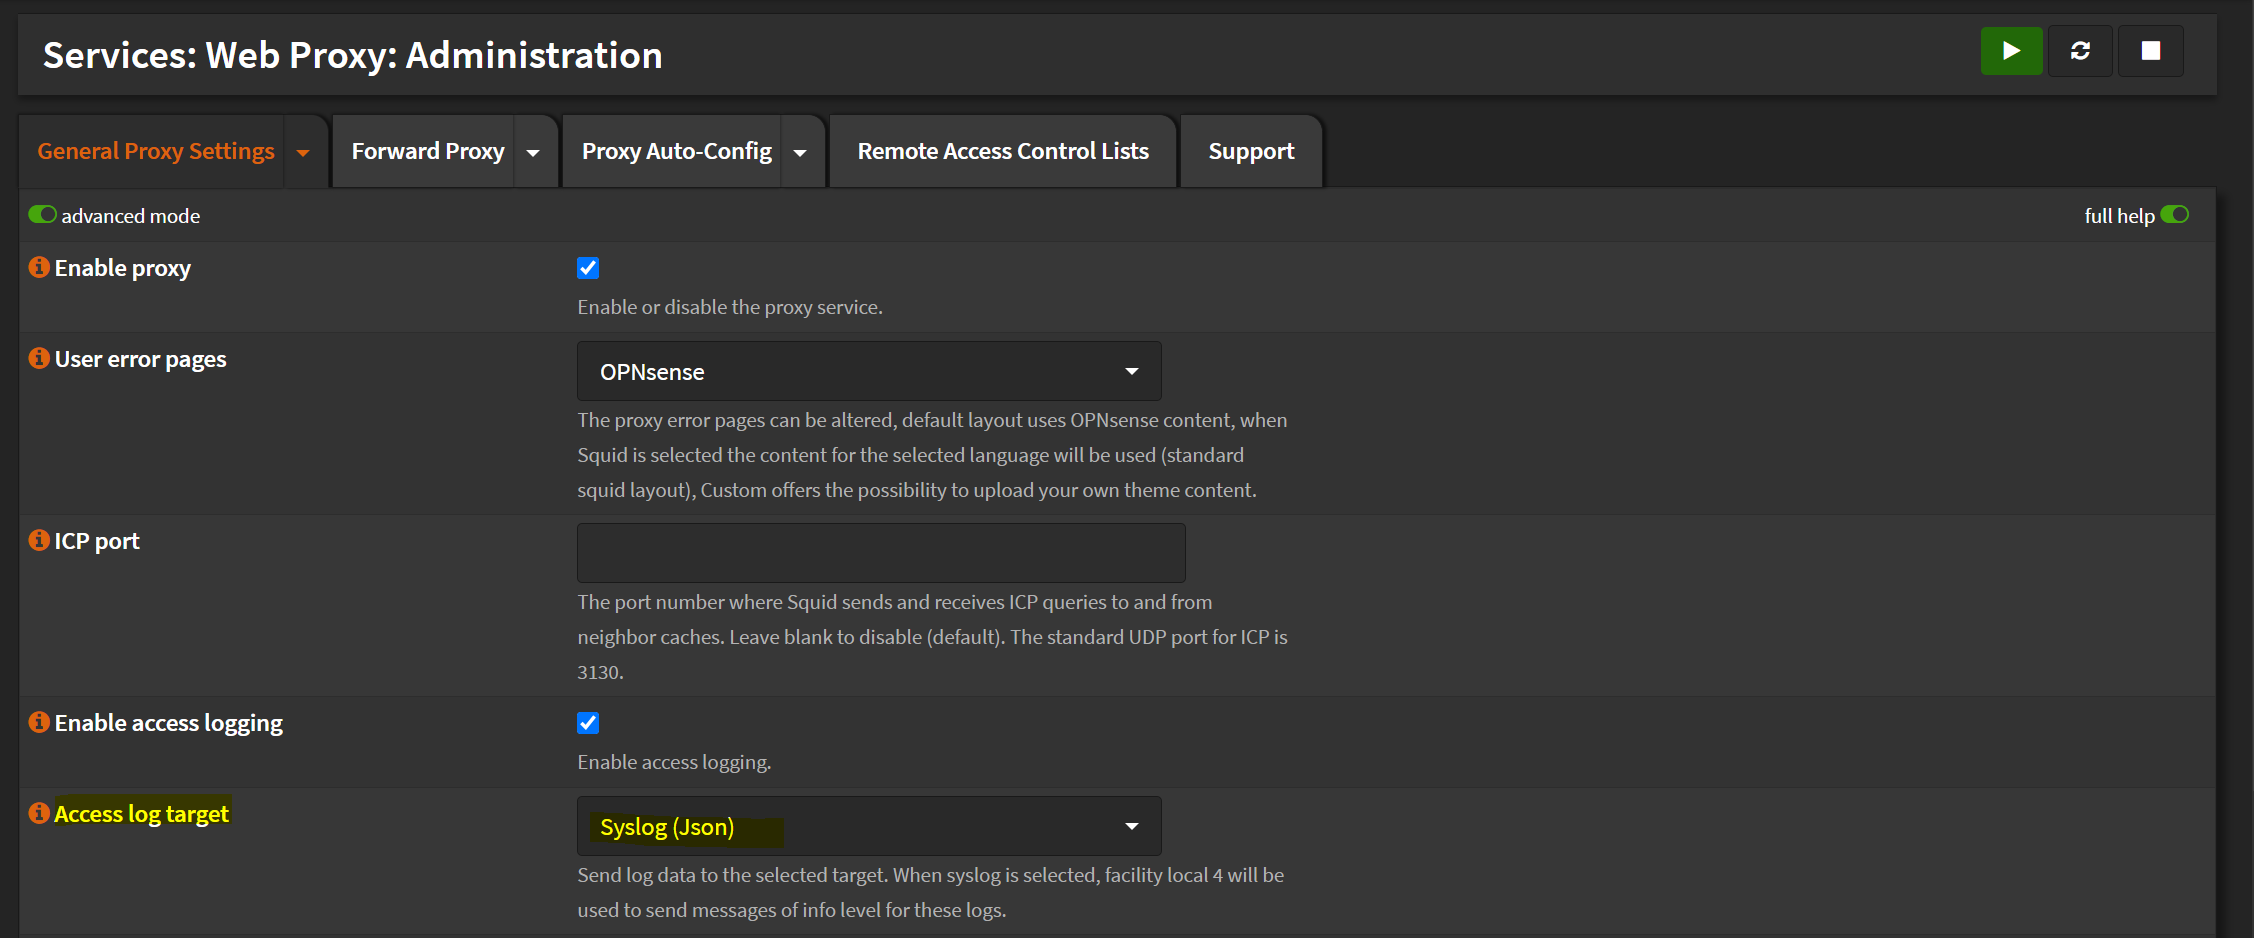 Services: Web Proxy: Administration
General Proxy Settings
Forward Proxy
Proxy Auto-Config
Remote Access Control Lists
Support
advanced mode
full help
Enable proxy
Enable or disable the proxy service.
User error pages
OPNsense
The proxy error pages can be altered, default layout uses OPNsense content, when
Squid is selected the content for the selected language will be used (standard
squid layout), Custom offers the possibility to upload your own theme content.
ICP port
The port number where Squid sends and receives ICP queries to and from
neighbor caches. Leave blank to disable (default). The standard UDP port for ICP is
3130.
Enable access logging
Enable access logging.
Access log target
Syslog (Json)
Send log data to the selected target. When syslog is selected, facility local 4 will be
used to send messages of info level for these logs.